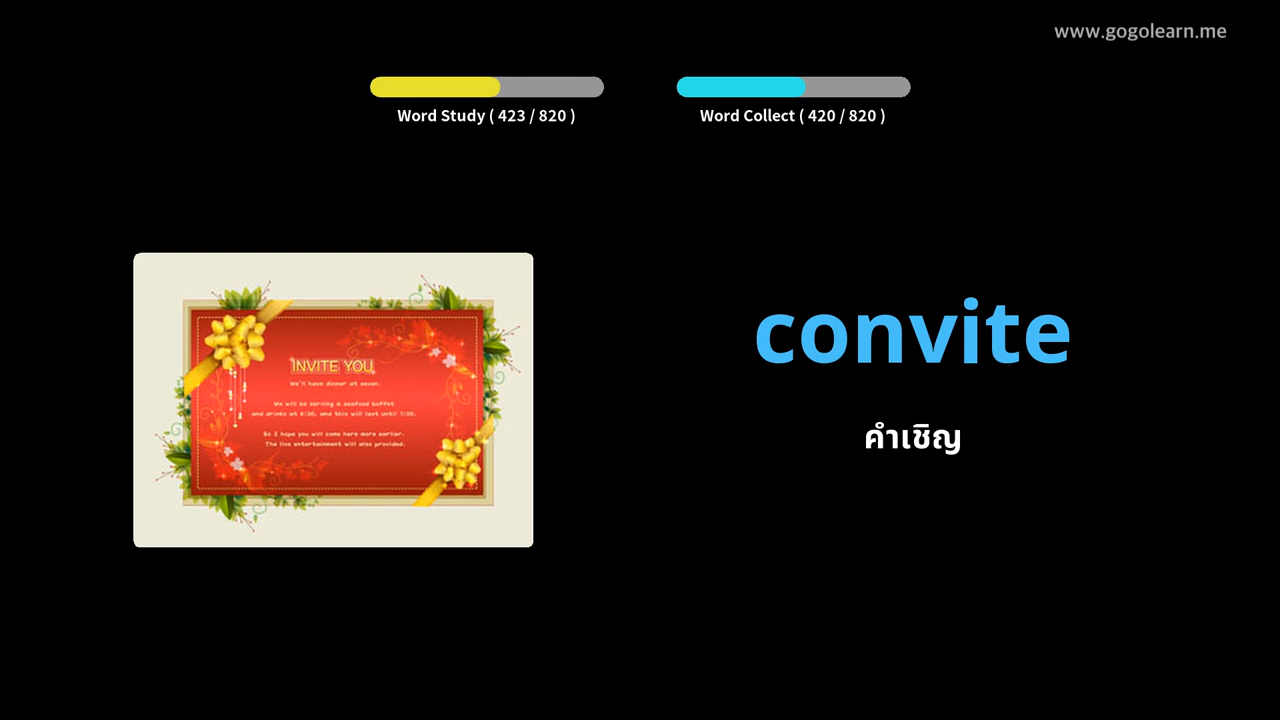 www.gogolearn.me
Word Study ( 423 / 820 )
Word Collect ( 420 / 820 )
INVITE YOU
We'll have dinner at seven.
We will be serving a seafood buffet
and drinks at 6:30, and this will last until 7:30.
So I hope you will come here more earlier.
The live entertainment will also provided.
convite
คำเชิญ